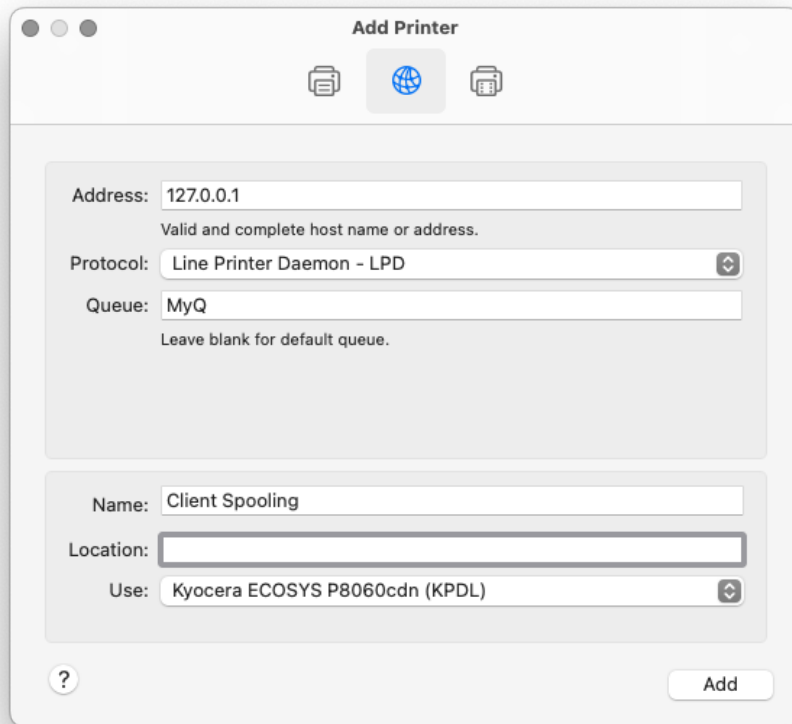 Add Printer
Address: 127.0.0.1
Valid and complete host name or address.
Protocol: Line Printer Daemon - LPD
Queue: MyQ
Leave blank for default queue.
Name: Client Spooling
Location:
Use: Kyocera ECOSYS P8060cdn (KPDL)
? Add